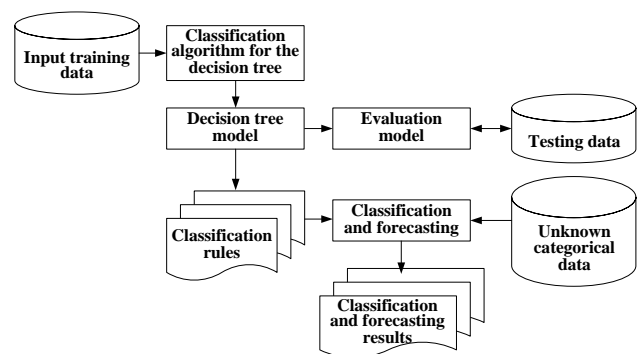 Input training
data
Classification
algorithm for the
decision tree
Decision tree
model
Evaluation
model
Testing data
Classification
rules
Classification
and forecasting
Unknown
categorical
data
Classification
and forecasting
results